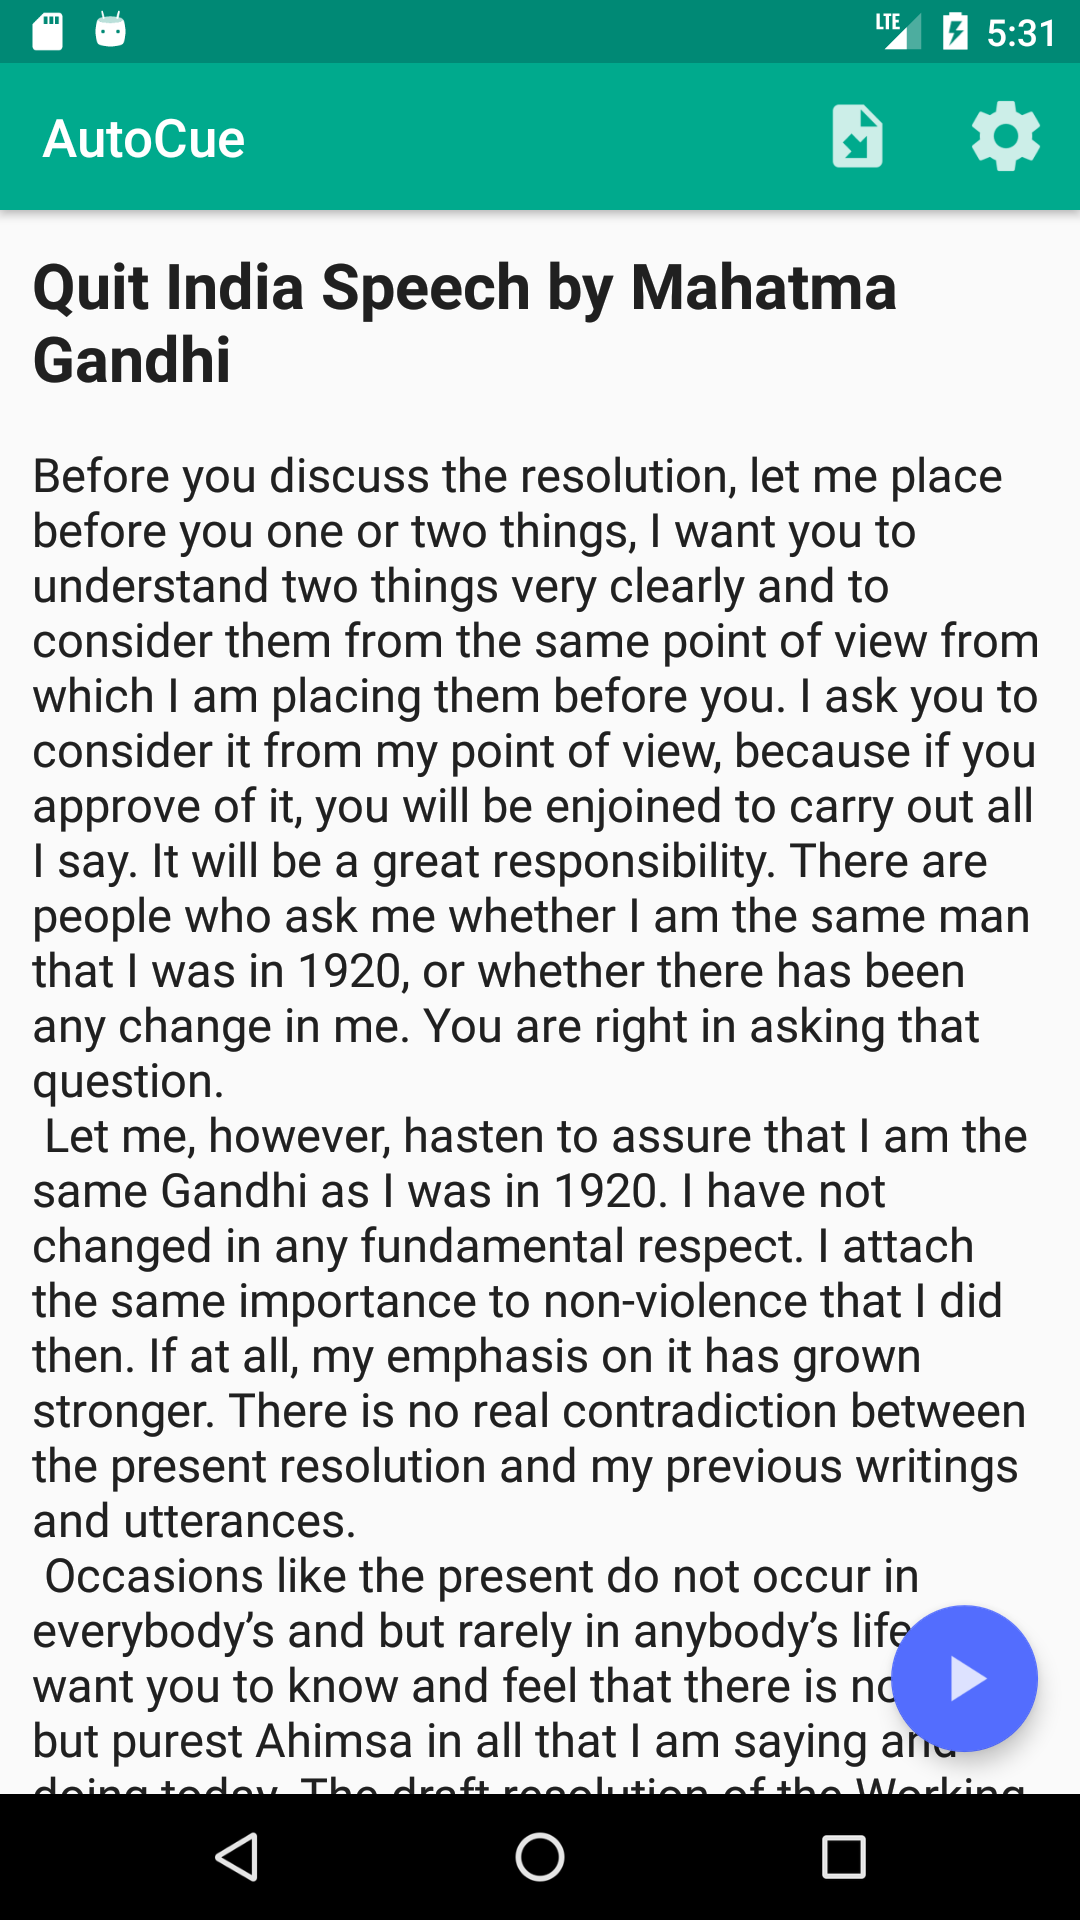 LTE 5:31
AutoCue
Quit India Speech by Mahatma
Gandhi
Before you discuss the resolution, let me place
before you one or two things, I want you to
understand two things very clearly and to
consider them from the same point of view from
which I am placing them before you. I ask you to
consider it from my point of view, because if you
approve of it, you will be enjoined to carry out all
I say. It will be a great responsibility. There are
people who ask me whether I am the same man
that I was in 1920, or whether there has been
any change in me. You are right in asking that
question.
Let me, however, hasten to assure that I am the
same Gandhi as I was in 1920. I have not
changed in any fundamental respect. I attach
the same importance to non-violence that I did
then. If at all, my emphasis on it has grown
stronger. There is no real contradiction between
the present resolution and my previous writings
and utterances.
Occasions like the present do not occur in
everybody’s and but rarely in anybody’s life
want you to know and feel that there is
but purest Ahimsa in all that I am saying and
doing today. The draft resolution of the Working